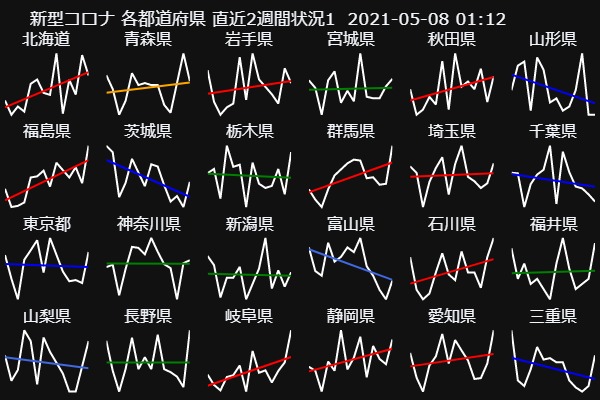 新型コロナ 各都道府県 直近2週間状況1 2021-05-08 01:12
北海道 青森県 岩手県 宮城県 秋田県 山形県
福島県 茨城県 栃木県 群馬県 埼玉県 千葉県
東京都 神奈川県 新潟県 富山県 石川県 福井県
山梨県 長野県 岐阜県 静岡県 愛知県 三重県